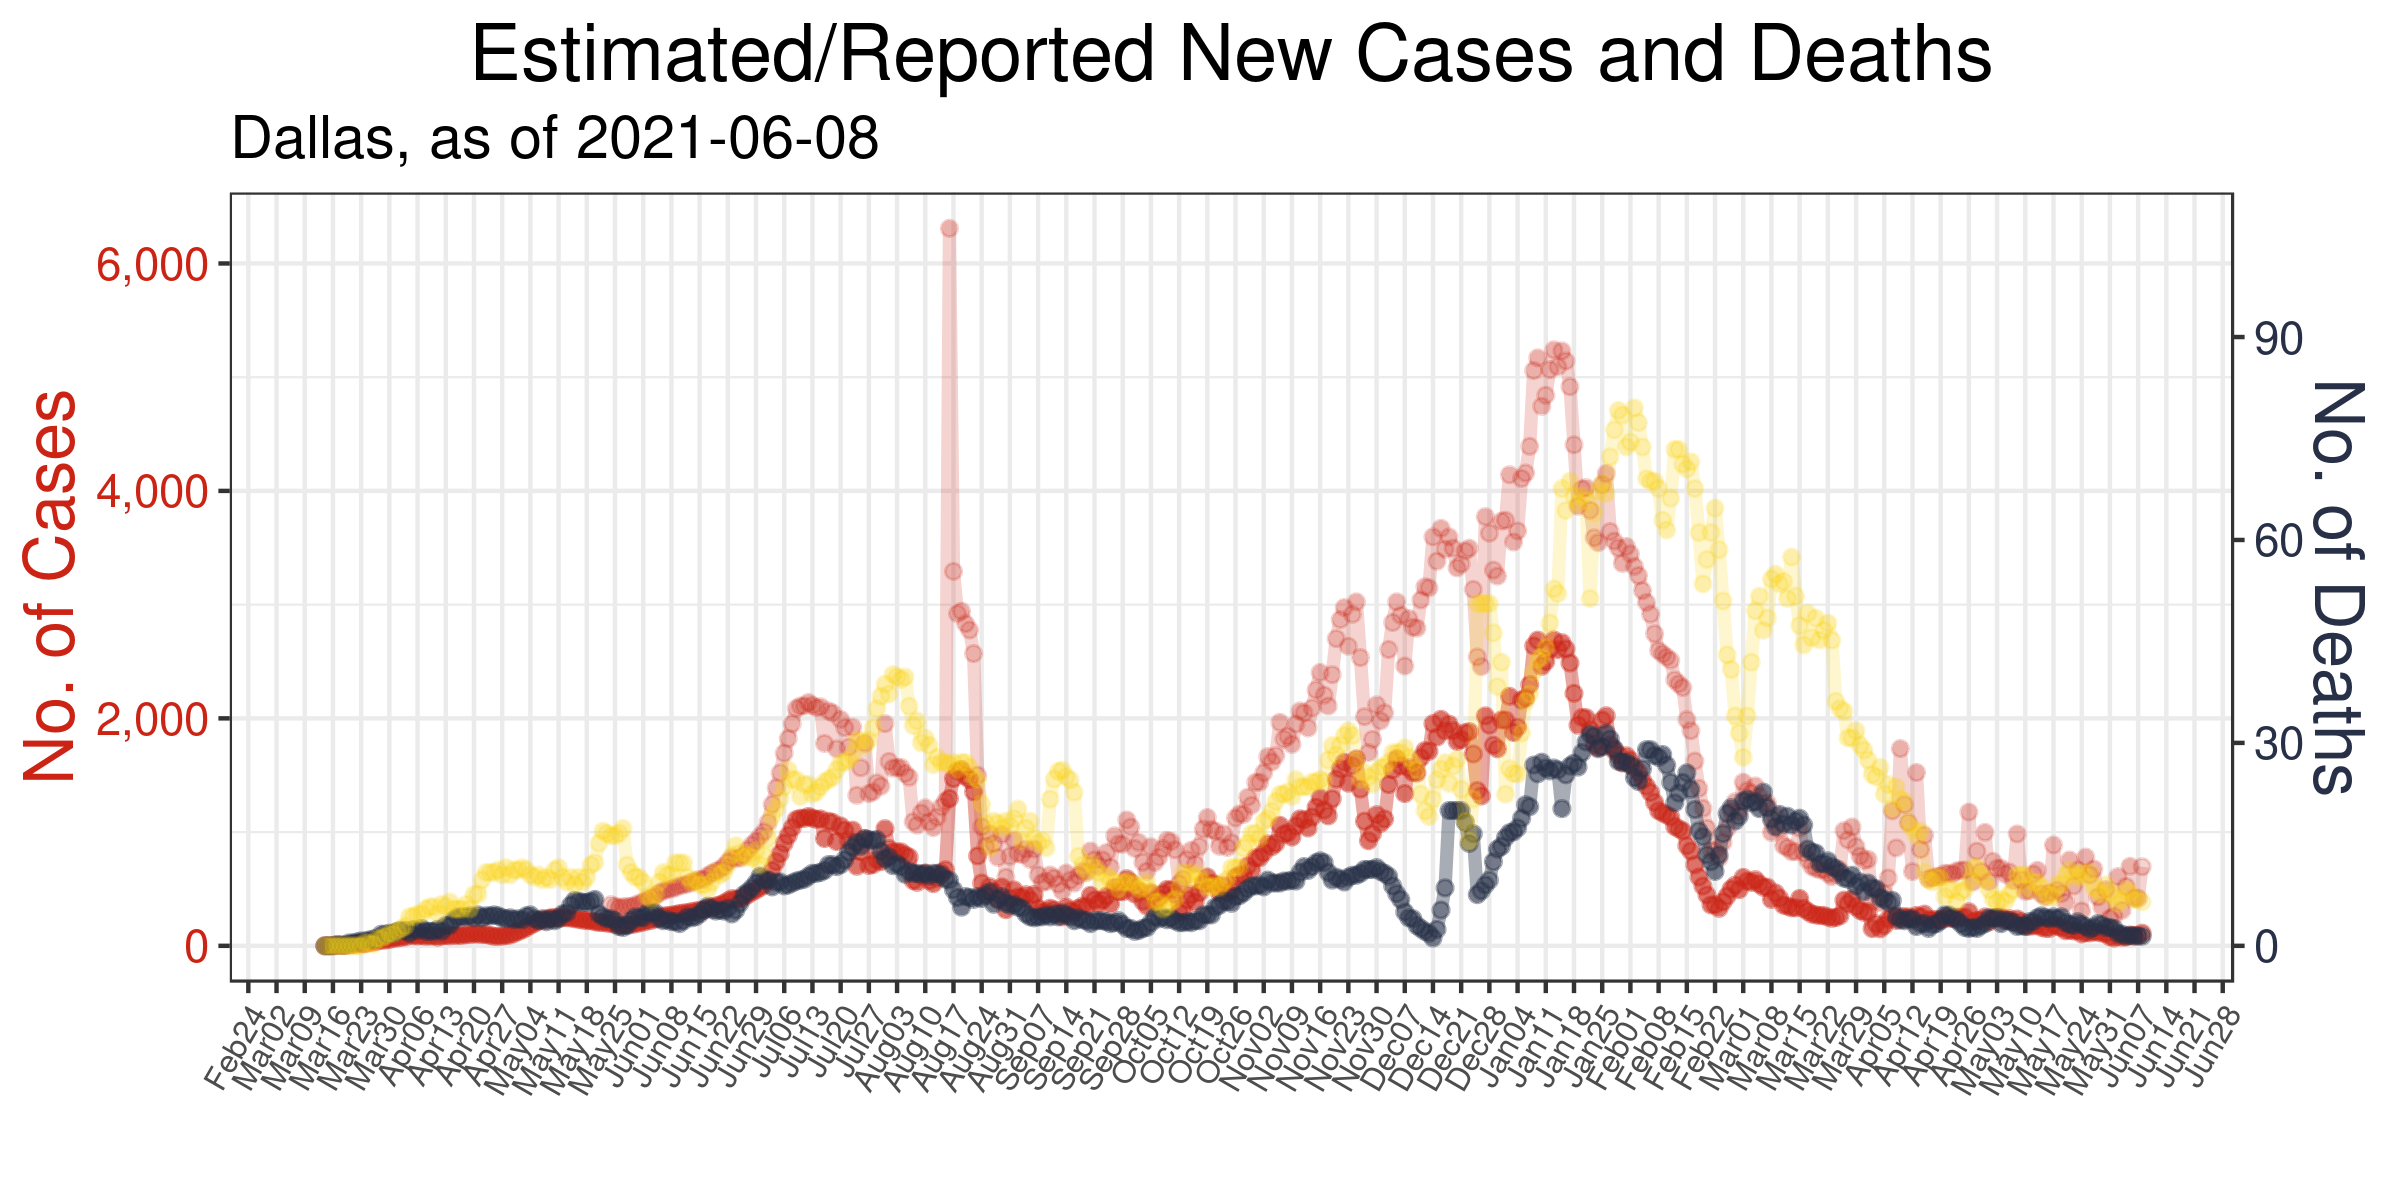 Estimated/Reported New Cases and Deaths
Dallas, as of 2021-06-08
No. of Cases
6,000
4,000
2,000
0
No. of Deaths
90
60
30
0
Feb24
Mar02
Mar09
Mar16
Mar23
Mar30
Apr06
Apr13
Apr20
Apr27
May04
May11
May18
May25
Jun01
Jun08
Jun15
Jun22
Jun29
Jul06
Jul13
Jul20
Jul27
Aug03
Aug10
Aug17
Aug24
Aug31
Sep07
Sep14
Sep21
Sep28
Oct05
Oct12
Oct19
Oct26
Nov02
Nov09
Nov16
Nov23
Nov30
Dec07
Dec14
Dec21
Dec28
Jan04
Jan11
Jan18
Jan25
Feb01
Feb08
Feb15
Feb22
Mar01
Mar08
Mar15
Mar22
Mar29
Apr05
Apr12
Apr19
Apr26
May03
May10
May17
May24
May31
Jun07
Jun14
Jun21
Jun28